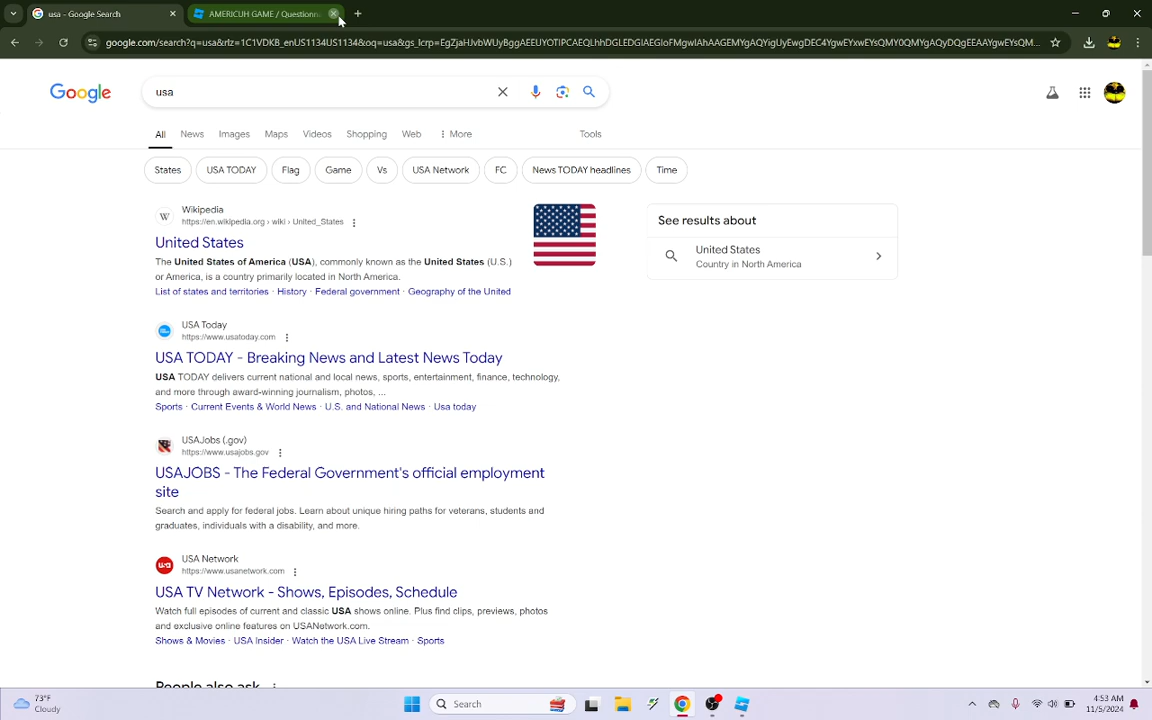 usa - Google Search
AMERICUH GAME / Questionn
google.com/search?q=usa&rlz=1C1VDKB_enUS1134US1134&oq=usa&gs_lcrp=
Google
usa
All
News
Images
Maps
Videos
Shopping
Web
More
Tools
States
USA TODAY
Flag
Game
Vs
USA Network
FC
News TODAY headlines
Time
W
Wikipedia
https://en.wikipedia.org › wiki › United_States
United States
The United States of America (USA), commonly known as the United States (U.S.)
or America, is a country primarily located in North America.
List of states and territories · History · Federal government · Geography of the United
See results about
United States
Country in North America
USA Today
https://www.usatoday.com
USA TODAY - Breaking News and Latest News Today
USA TODAY delivers current national and local news, sports, entertainment, finance, technology,
and more through award-winning journalism, photos, ...
Sports · Current Events & World News · U.S. and National News · Usa today
USAJobs (.gov)
https://www.usajobs.gov
USAJOBS - The Federal Government's official employment
site
Search and apply for federal jobs. Learn about unique hiring paths for veterans, students and
graduates, individuals with a disability, and more.
usa
USA Network
https://www.usanetwork.com
USA TV Network - Shows, Episodes, Schedule
Watch full episodes of current and classic USA shows online. Plus find clips, previews, photos
and exclusive online features on USANetwork.com.
Shows & Movies · USA Insider · Watch the USA Live Stream · Sports
People also ask
73°F
Cloudy
Search
4:53 AM
11/5/2024